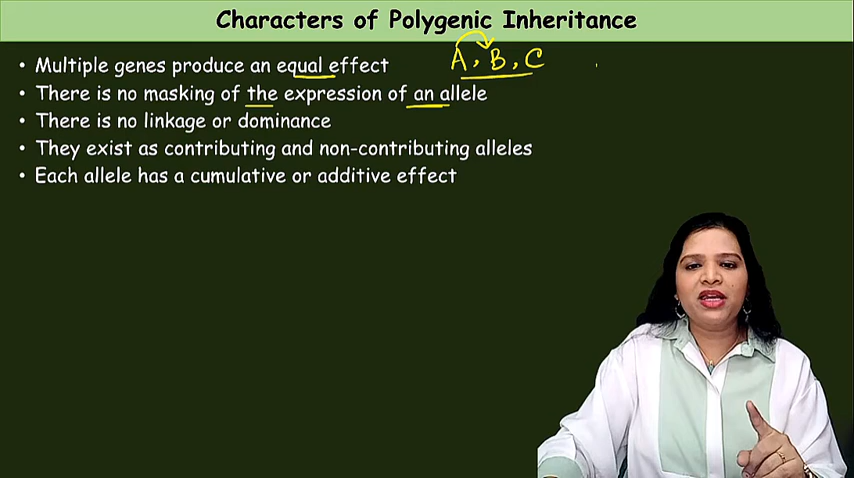 Characters of Polygenic Inheritance
• Multiple genes produce an equal effect
A, B, C
• There is no masking of the expression of an allele
• There is no linkage or dominance
• They exist as contributing and non-contributing alleles
• Each allele has a cumulative or additive effect